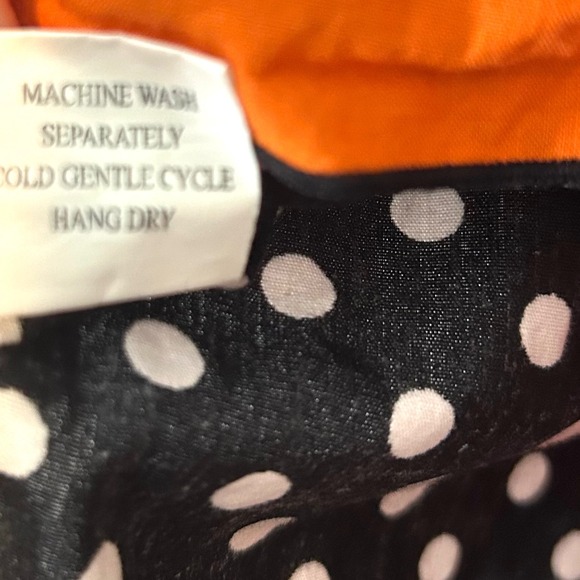 MACHINE WASH
SEPARATELY
COLD GENTLE CYCLE
HANG DRY